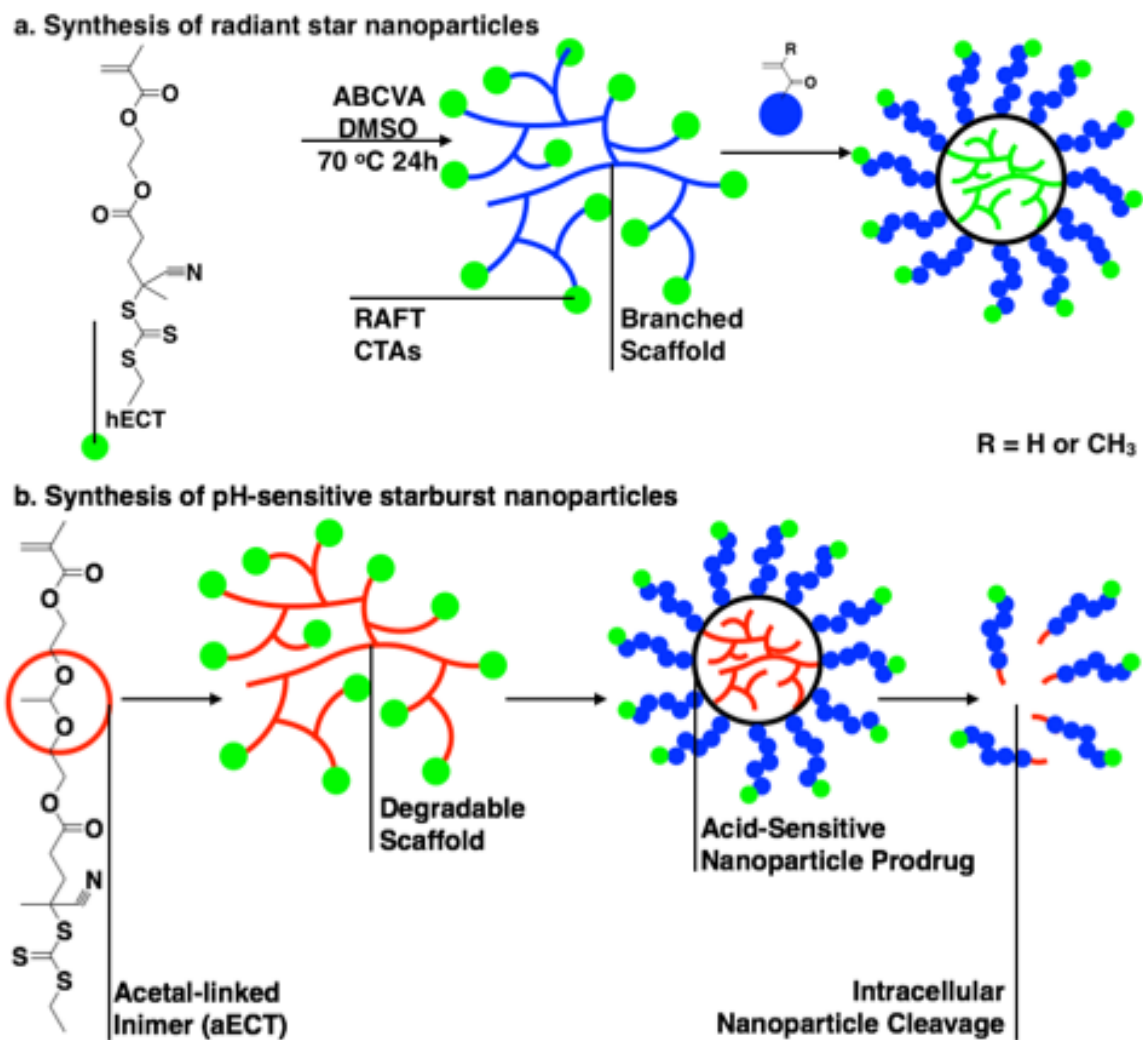 a. Synthesis of radiant star nanoparticles
O
O
O
O
N
S
S
S
hECT
ABCVA
DMSO
70 °C 24h
RAFT
CTAs
Branched
Scaffold
R
O
R = H or CH₃
b. Synthesis of pH-sensitive starburst nanoparticles
O
O
O
O
O
O
N
S
S
S
Acetal-linked
Inimer (aECT)
Degradable
Scaffold
Acid-Sensitive
Nanoparticle Prodrug
Intracellular
Nanoparticle Cleavage